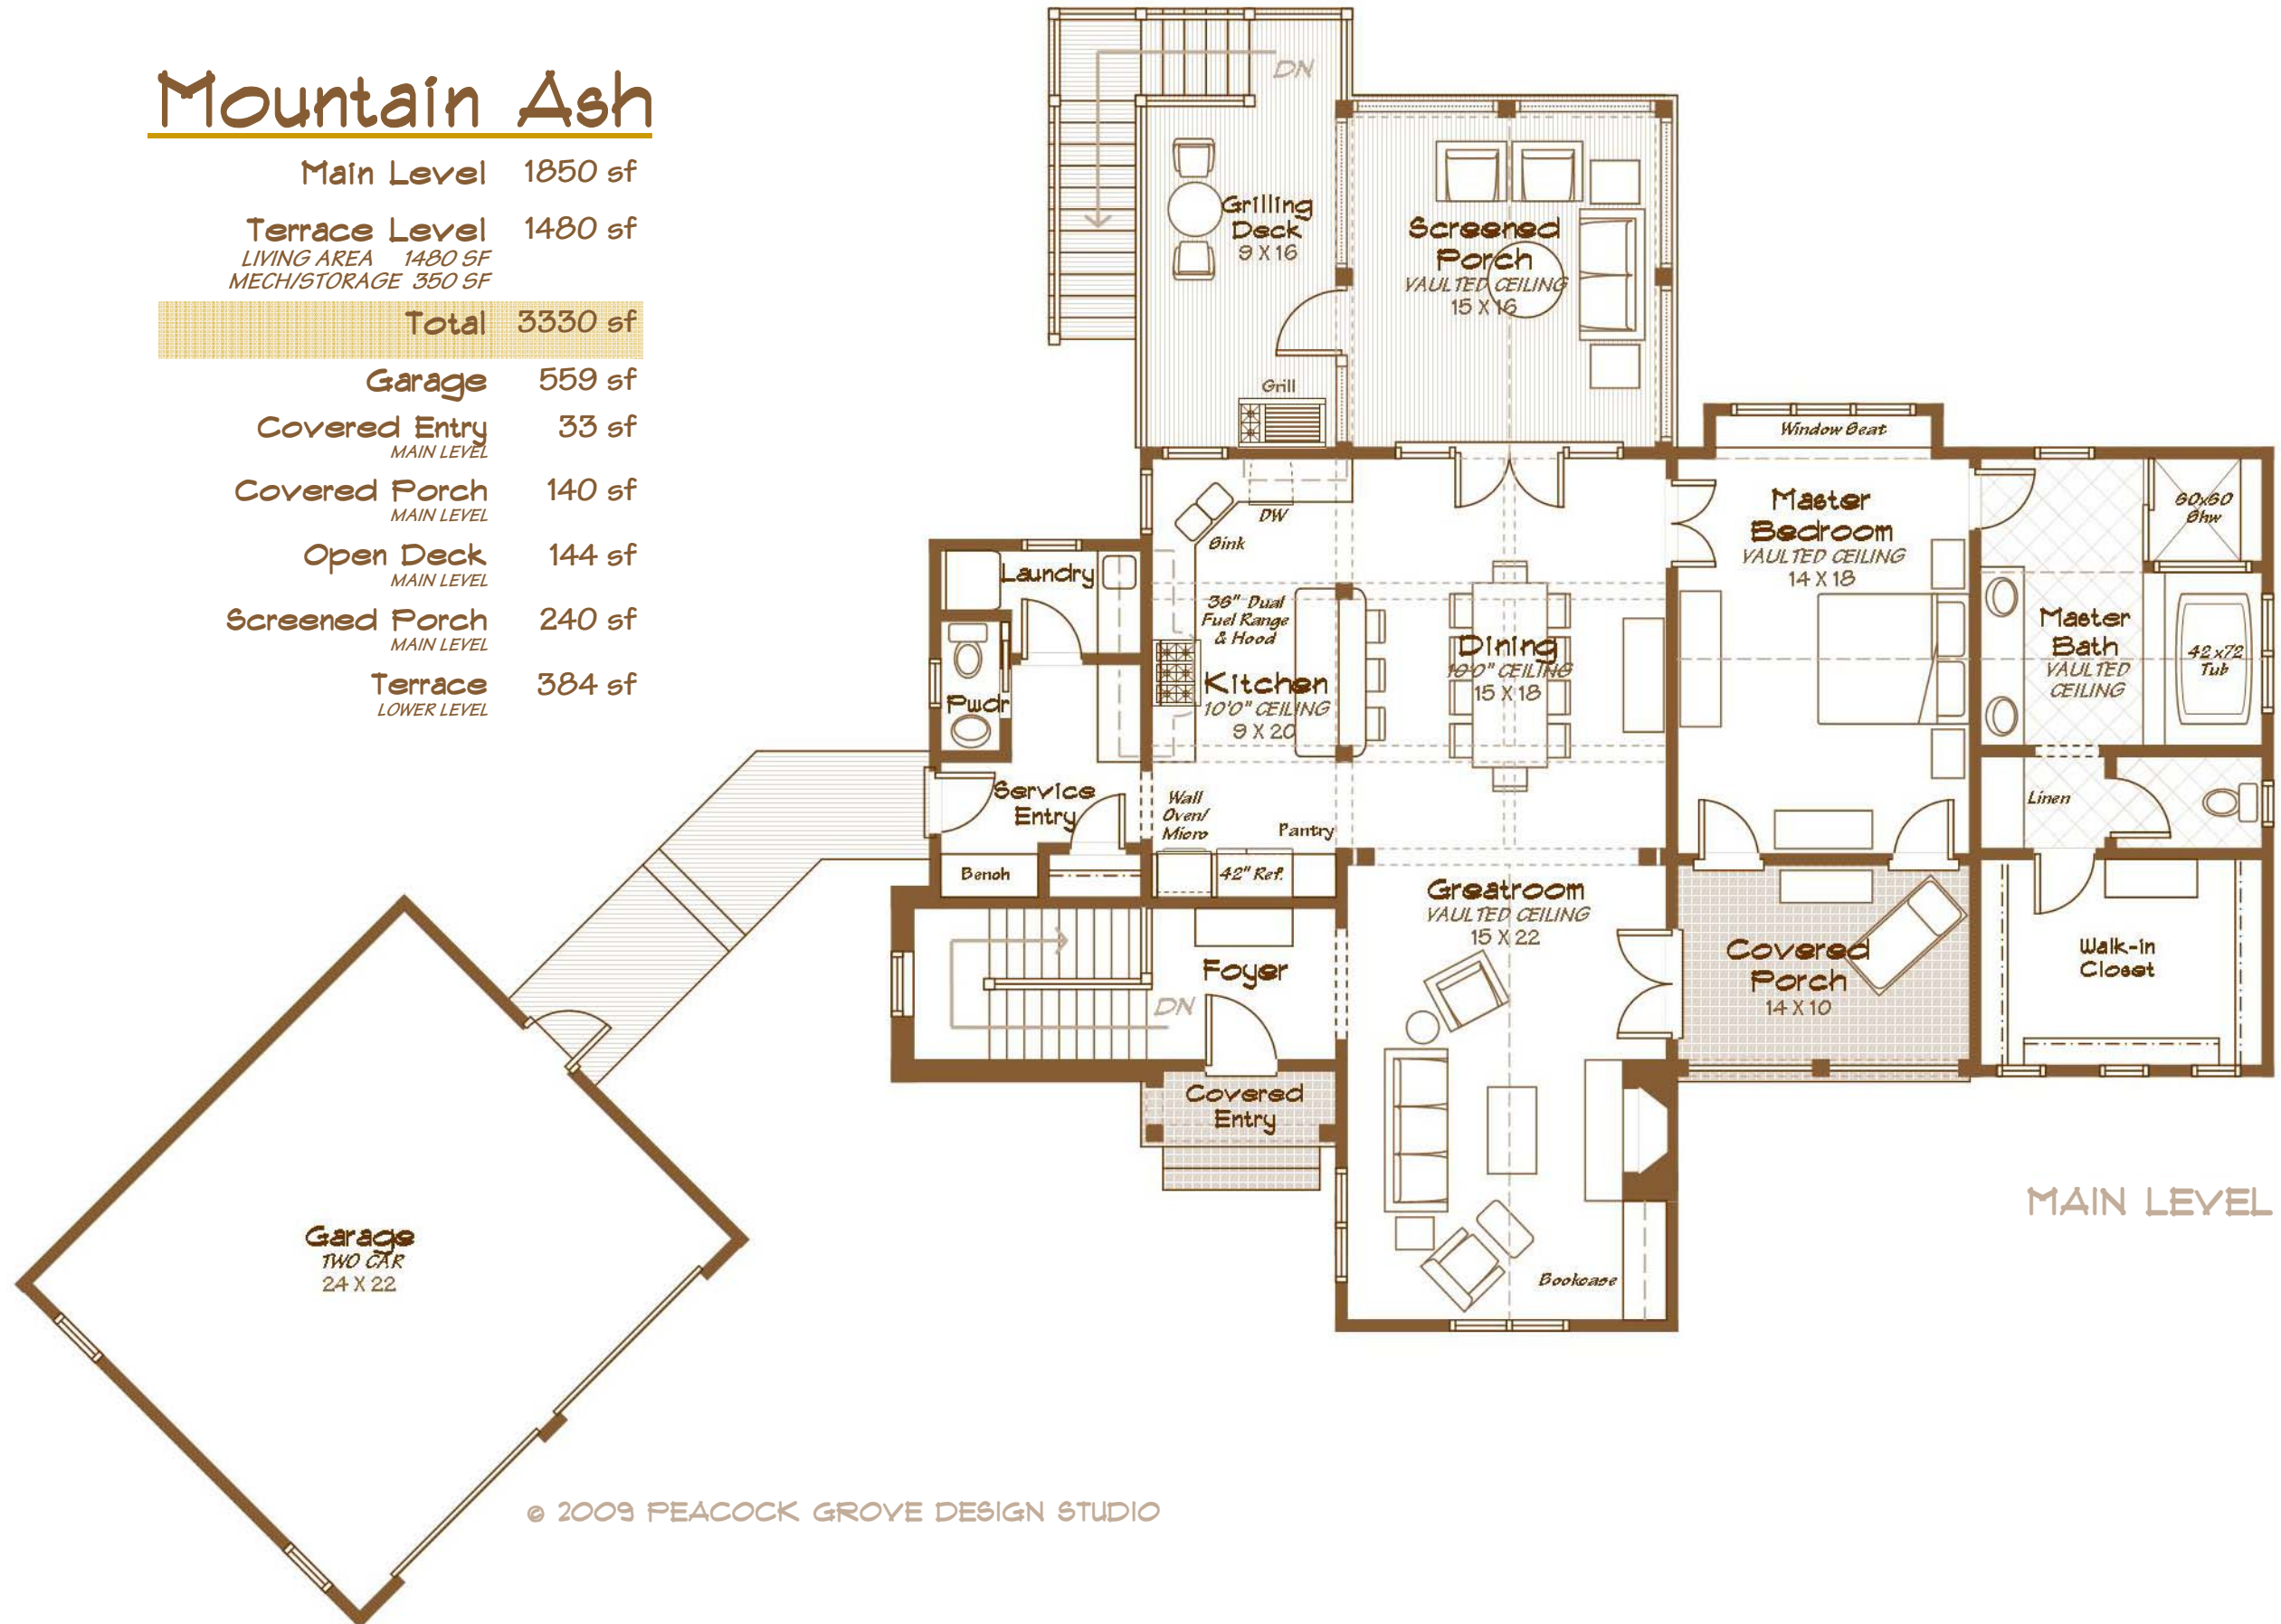 Mountain Ash
Main Level 1850 sf
Terrace Level 1480 sf
LIVING AREA 1480 SF
MECH/STORAGE 350 SF
Total 3330 sf
Garage 559 sf
Covered Entry 33 sf
MAIN LEVEL
Covered Porch 140 sf
MAIN LEVEL
Open Deck 144 sf
MAIN LEVEL
Screened Porch 240 sf
MAIN LEVEL
Terrace 384 sf
LOWER LEVEL
DN
Grilling
Deck
9 X 16
Grill
Screened
Porch
VAULTED CEILING
15 X 16
Window Seat
Master
Bedroom
VAULTED CEILING
14 X 18
60x60
Shw
Master
Bath
VAULTED
CEILING
42x72
Tub
Linen
Walk-in
Closet
DW
Sink
36" Dual
Fuel Range
& Hood
Kitchen
10'0" CEILING
9 X 20
Dining
10'0" CEILING
15 X 18
Laundry
Pwdr
Service
Entry
Bench
Wall
Oven/
Micro
Pantry
42" Ref.
Greatroom
VAULTED CEILING
15 X 22
Covered
Porch
14 X 10
Foyer
DN
Covered
Entry
Bookcase
Garage
TWO CAR
24 X 22
MAIN LEVEL
© 2009 PEACOCK GROVE DESIGN STUDIO